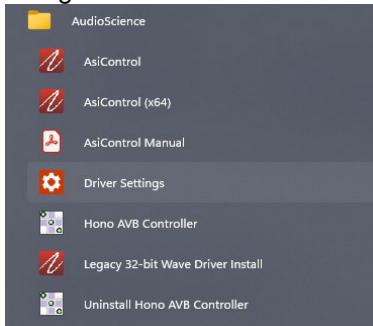 AudioScience
AsiControl
AsiControl (x64)
AsiControl Manual
Driver Settings
Hono AVB Controller
Legacy 32-bit Wave Driver Install
Uninstall Hono AVB Controller